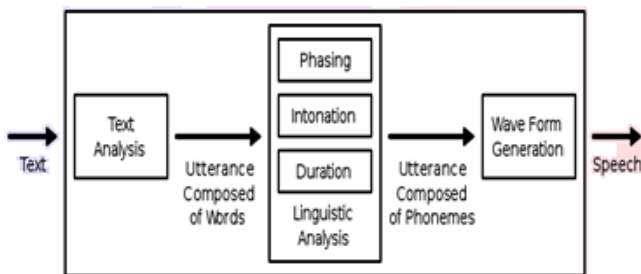 Text
Text
Analysis
Utterance
Composed
of Words
Phasing
Intonation
Duration
Linguistic
Analysis
Utterance
Composed
of Phonemes
Wave Form
Generation
Speech